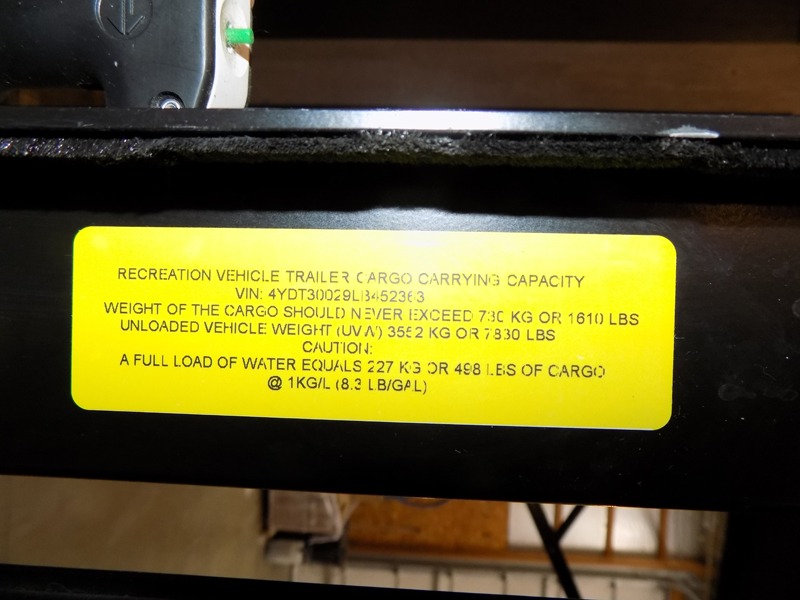 RECREATION VEHICLE TRAILER CARGO CARRYING CAPACITY
VIN: 4YDT30029LB452363
WEIGHT OF THE CARGO SHOULD NEVER EXCEED 730 KG OR 1610 LBS
UNLOADED VEHICLE WEIGHT (UVW) 3552 KG OR 7830 LBS
CAUTION:
A FULL LOAD OF WATER EQUALS 227 KG OR 498 LBS OF CARGO
@ 1KG/L (8.3 LB/GAL)